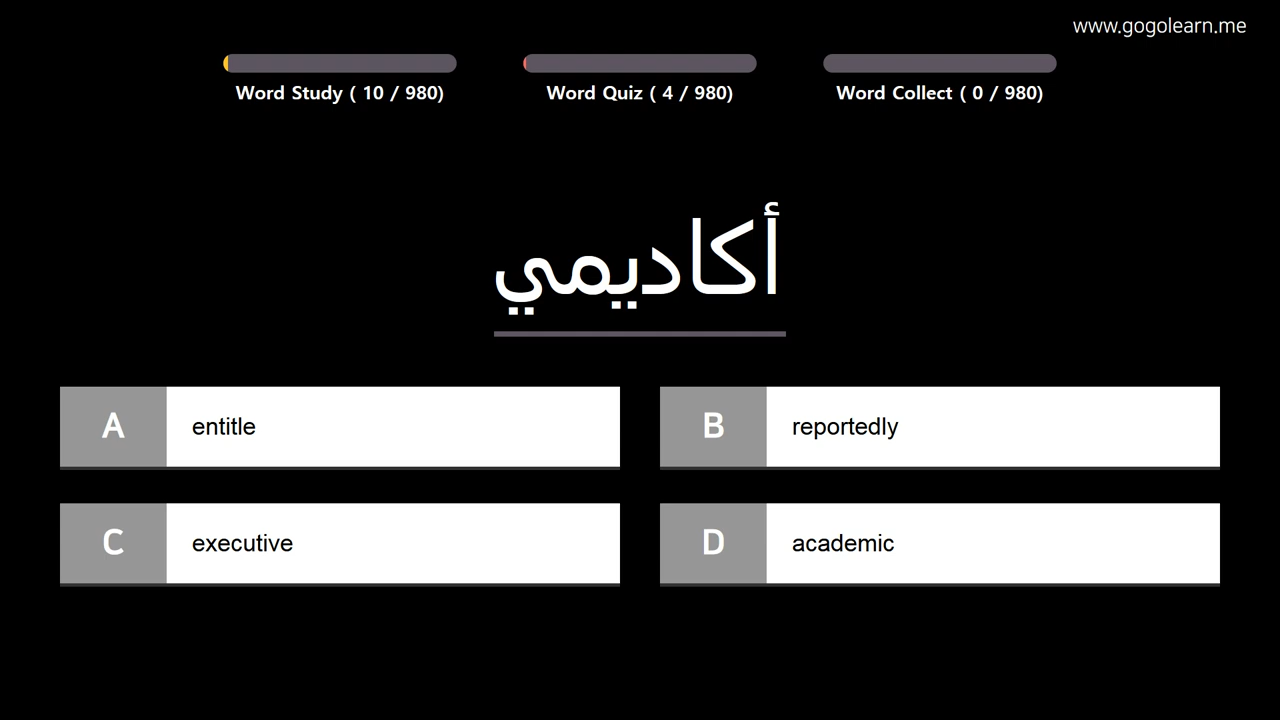 www.gogolearn.me
Word Study ( 10 / 980)
Word Quiz ( 4 / 980)
Word Collect ( 0 / 980)
أكاديمي
A entitle
B reportedly
C executive
D academic